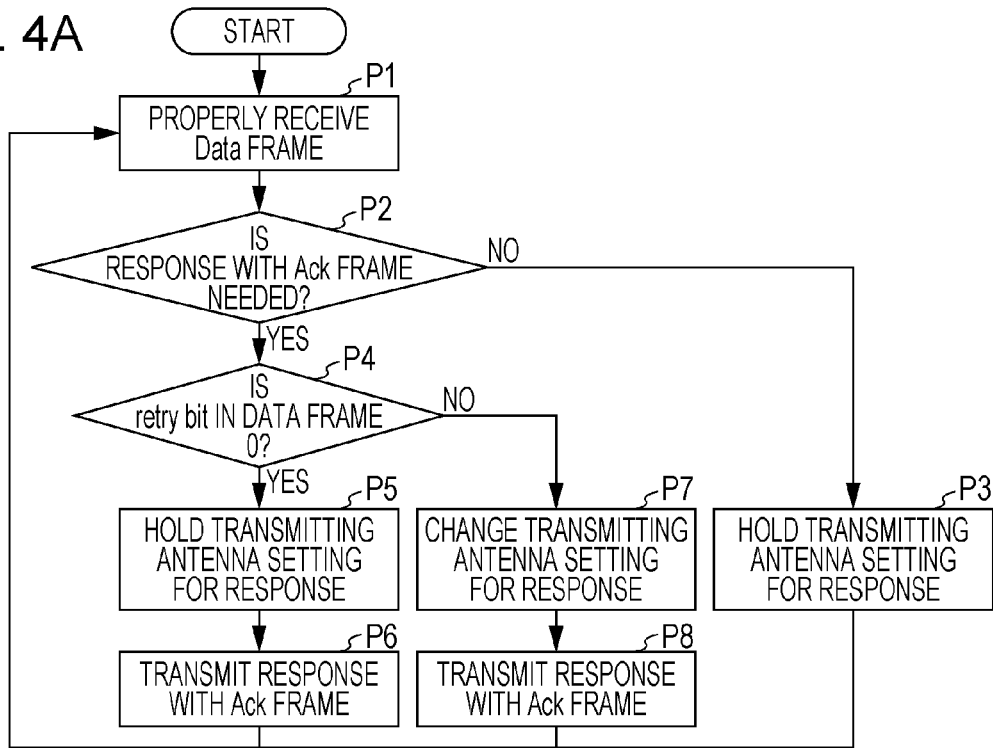 . 4A
START
P1
PROPERLY RECEIVE
Data FRAME
P2
IS
RESPONSE WITH Ack FRAME
NEEDED?
NO
YES
P4
IS
retry bit IN DATA FRAME
0?
NO
YES
P5
HOLD TRANSMITTING
ANTENNA SETTING
FOR RESPONSE
P7
CHANGE TRANSMITTING
ANTENNA SETTING
FOR RESPONSE
P3
HOLD TRANSMITTING
ANTENNA SETTING
FOR RESPONSE
P6
TRANSMIT RESPONSE
WITH Ack FRAME
P8
TRANSMIT RESPONSE
WITH Ack FRAME